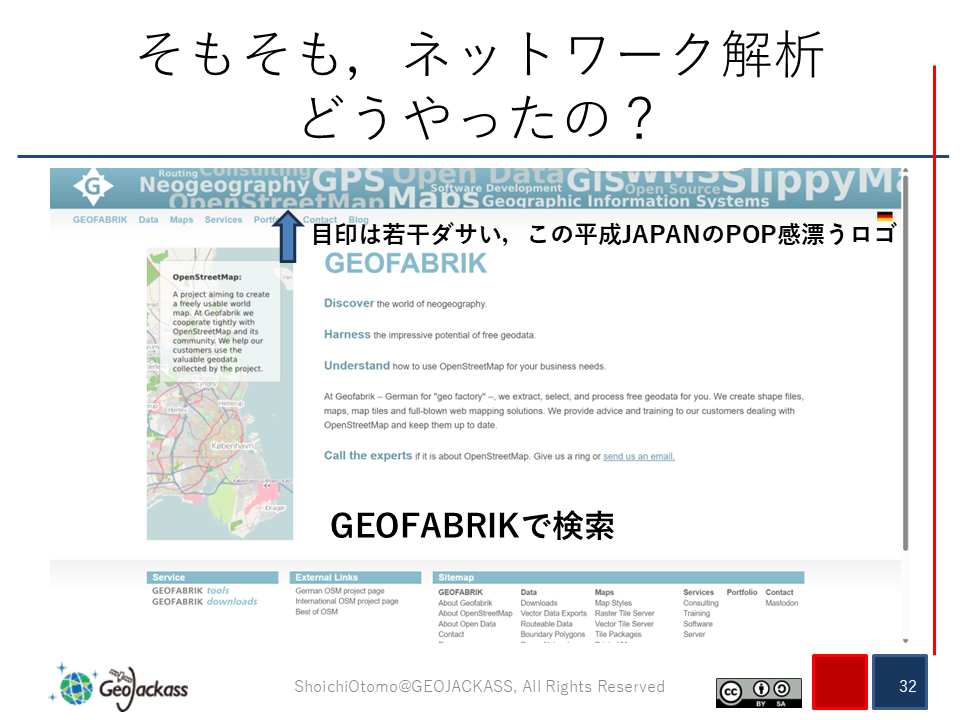 そもそも，ネットワーク解析
どうやったの？
Routing Consulting Neogeography GPS Open Data Software Development GIS WMS Open Source SlippyMa
OpenStreetMap Maps Geographic Information Systems
GEOFABRIK Data Maps Services Portfo Contact Blog
目印は若干ダサい，この平成JAPANのPOP感漂うロゴ
GEOFABRIK
OpenStreetMap:
A project aiming to create
a freely usable world
map. At Geofabrik we
cooperate tightly with
OpenStreetMap and its
community. We help our
customers use the
valuable geodata
collected by the project.
Discover the world of neogeography.
Harness the impressive potential of free geodata.
Understand how to use OpenStreetMap for your business needs.
At Geofabrik – German for "geo factory" –, we extract, select, and process free geodata for you. We create shape files,
maps, map tiles and full-blown web mapping solutions. We provide advice and training to our customers dealing with
OpenStreetMap and keep them up to date.
Call the experts if it is about OpenStreetMap. Give us a ring or send us an email.
Lyngby
Herlev
Hellerup
København
Dragør
GEOFABRIKで検索
Service
GEOFABRIK tools
GEOFABRIK downloads
External Links
German OSM project page
International OSM project page
Best of OSM
Sitemap
GEOFABRIK
About Geofabrik
About OpenStreetMap
About Open Data
Contact
Data
Downloads
Vector Data Exports
Routeable Data
Boundary Polygons
Maps
Map Styles
Raster Tile Server
Vector Tile Server
Tile Packages
Services
Consulting
Training
Software
Server
Portfolio
Contact
Mastodon
GeoJackass
ShoichiOtomo@GEOJACKASS, All Rights Reserved
cc BY SA
32